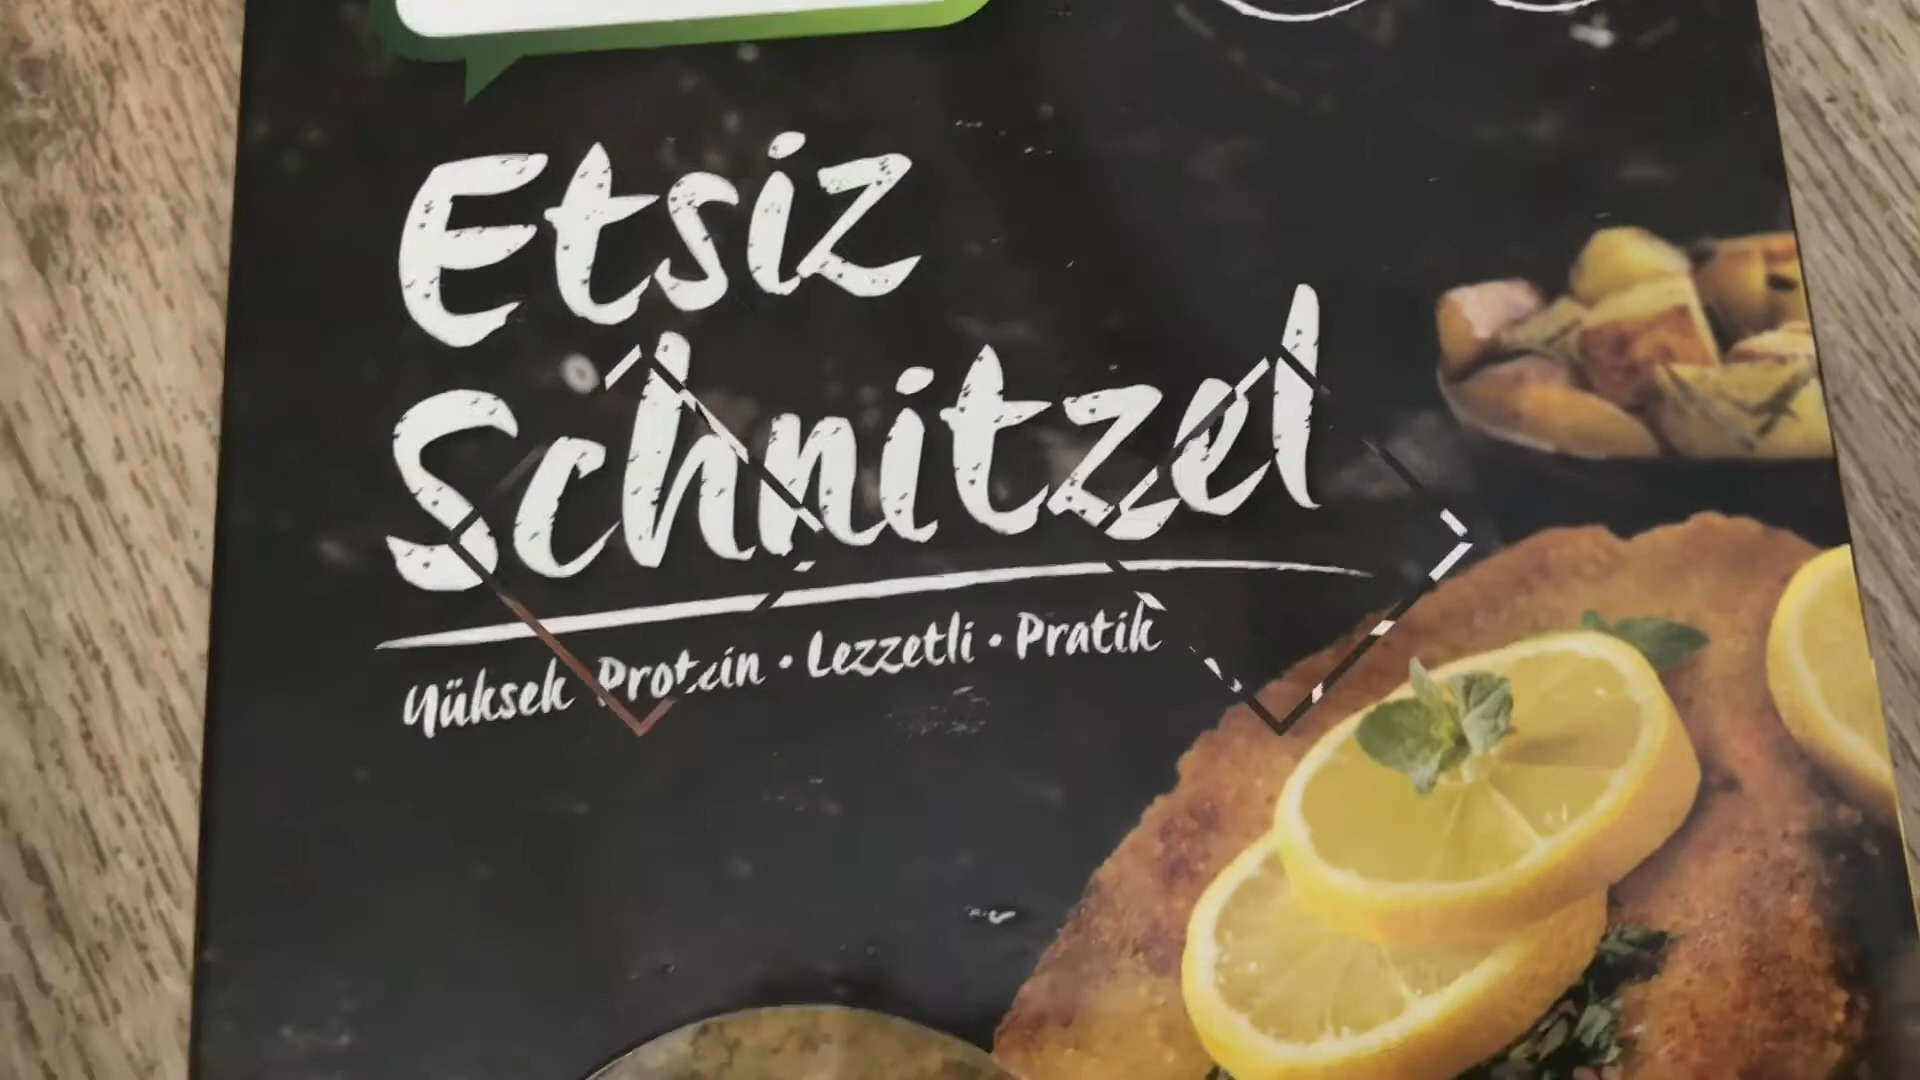 Etsiz
Schnitzel
Yüksek Protein • Lezzetli • Pratik